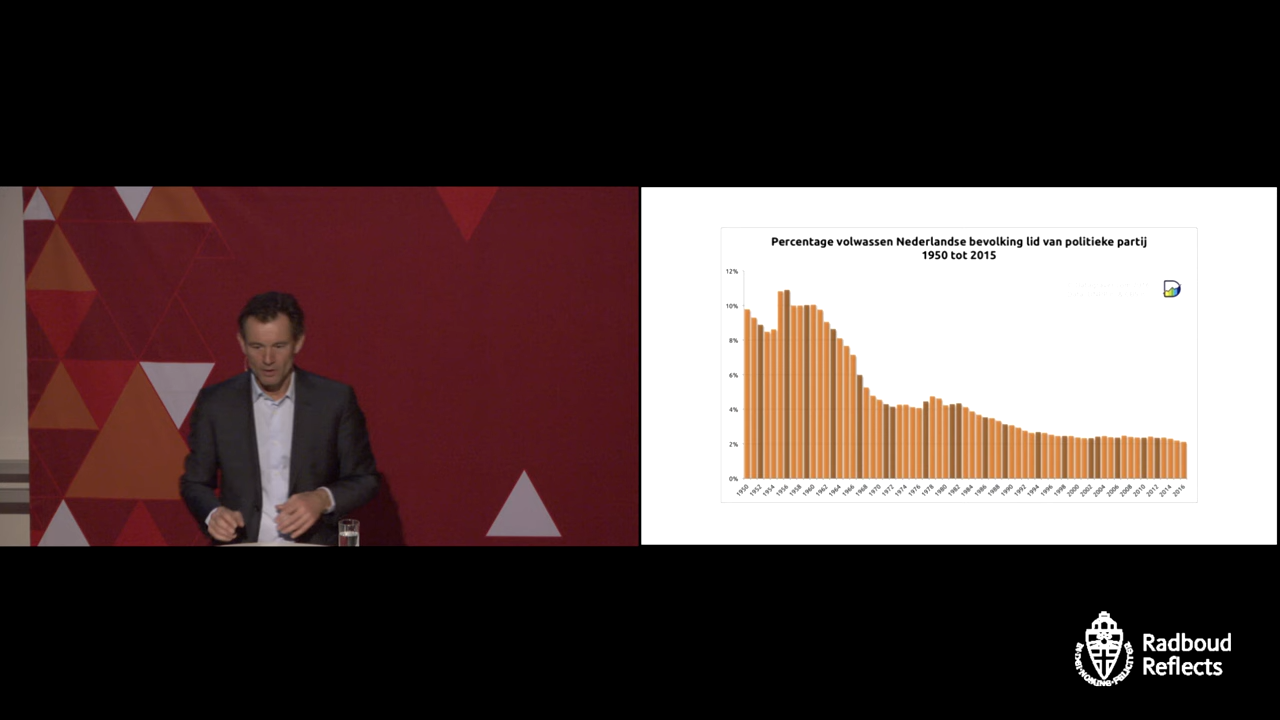 Percentage volwassen Nederlandse bevolking lid van politieke partij
1950 tot 2015
12%
10%
8%
6%
4%
2%
0%
1950 1952 1954 1956 1958 1960 1962 1964 1966 1968 1970 1972 1974 1976 1978 1980 1982 1984 1986 1988 1990 1992 1994 1996 1998 2000 2002 2004 2006 2008 2010 2012 2014 2016
Radboud
Reflects